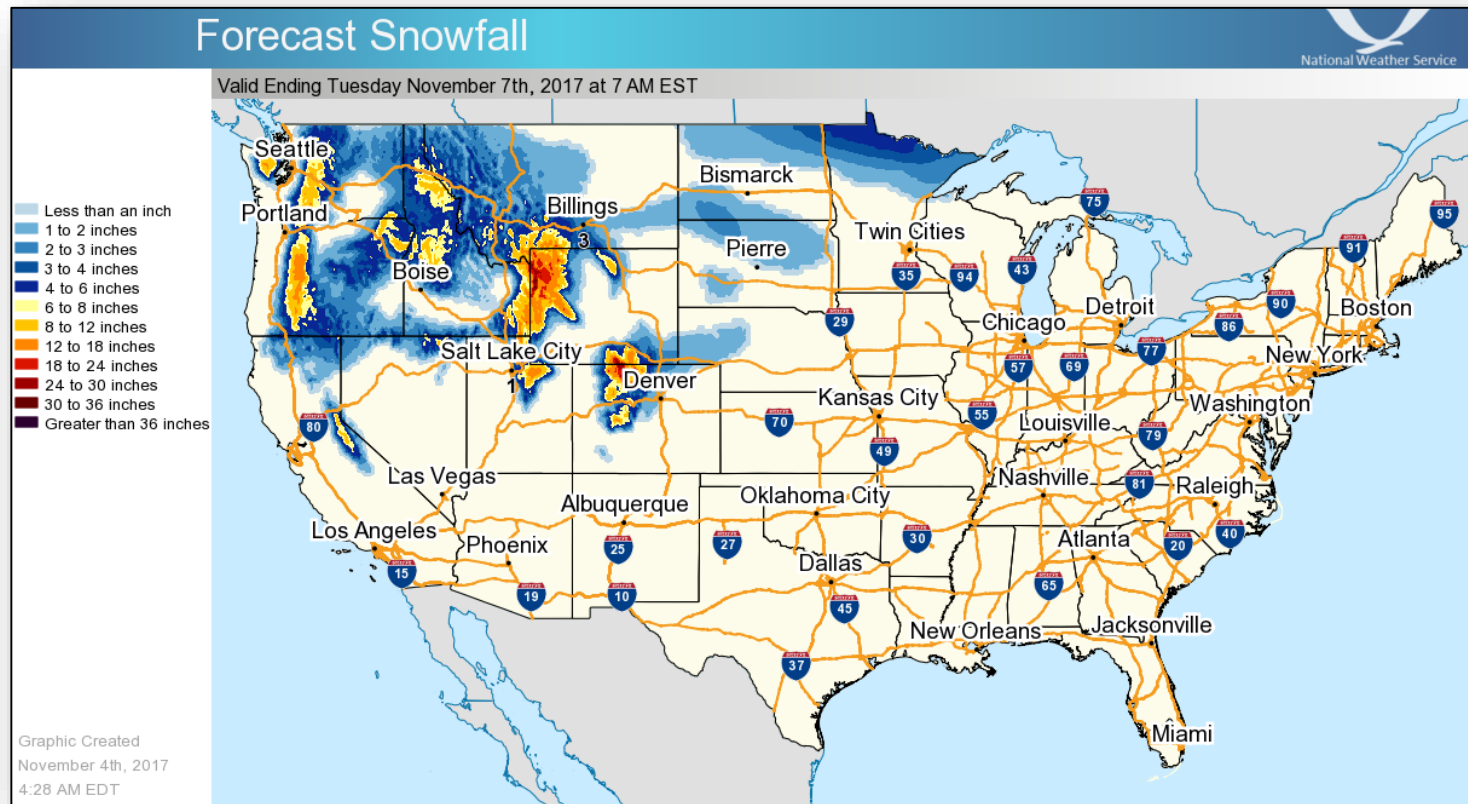 Forecast Snowfall
National Weather Service
Valid Ending Tuesday November 7th, 2017 at 7 AM EST
Less than an inch
1 to 2 inches
2 to 3 inches
3 to 4 inches
4 to 6 inches
6 to 8 inches
8 to 12 inches
12 to 18 inches
18 to 24 inches
24 to 30 inches
30 to 36 inches
Greater than 36 inches
Seattle
Portland
Boise
Billings
3
Bismarck
Pierre
Twin Cities
35
94
43
75
95
91
90
86
Boston
Detroit
Chicago
29
57
69
77
New York
Salt Lake City
1
Denver
Kansas City
70
49
55
Louisville
79
Washington
80
Las Vegas
Albuquerque
Oklahoma City
Nashville
81
Raleigh
Los Angeles
Phoenix
25
27
30
Atlanta
20
40
15
19
10
Dallas
45
65
New Orleans
Jacksonville
37
Miami
Graphic Created
November 4th, 2017
4:28 AM EDT